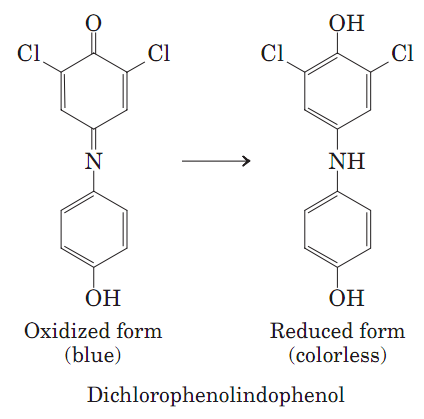 O OH
Cl Cl Cl Cl
N NH
OH OH
Oxidized form Reduced form
(blue) (colorless)
Dichlorophenolindophenol